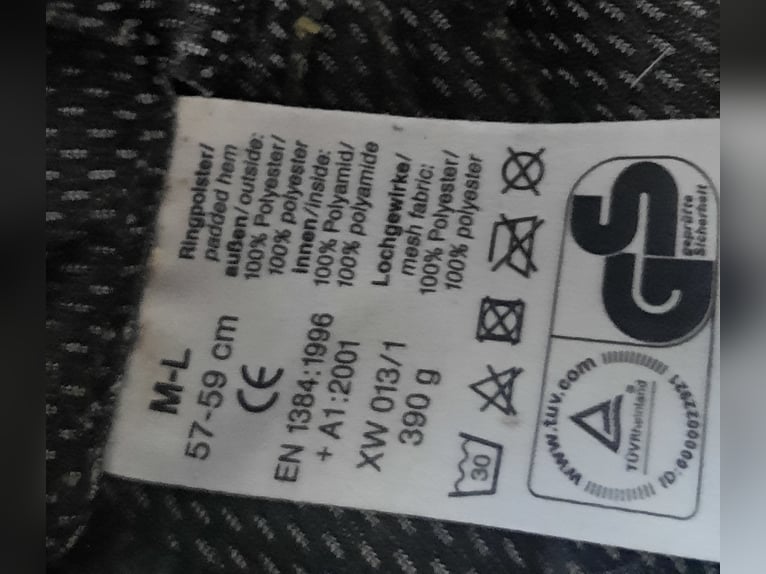 M-L
57-59 cm
CE
EN 1384:1996
+ A1:2001
XW 013/1
390 g
Ringpolster/
padded hem
außen/outside:
100% Polyester/
100% polyester
Innen/inside:
100% Polyamid/
100% polyamide
Lochgewirke/
mesh fabric:
100% Polyester/
100% polyester
30
www.tuv.com
TÜVRheinland
®
ID:0000022921
GS
geprüfte
Sicherheit